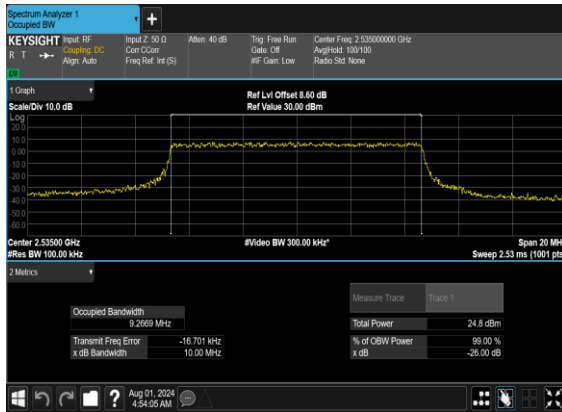 Spectrum Analyzer 1
Occupied BW
+
KEYSIGHT Input: RF Input Z: 50 Ω Atten: 40 dB Trig: Free Run Center Freq: 2.535000000 GHz
R T Coupling: DC Corr CCorr Gate: Off Avg|Hold: 100/100
Align: Auto Freq Ref: Int (S) #IF Gain: Low Radio Std: None
LXI
1 Graph
Ref Lvl Offset 8.60 dB
Scale/Div 10.0 dB Ref Value 30.00 dBm
Log
20.0
10.0
0.00
-10.0
-20.0
-30.0
-40.0
-50.0
-60.0
Center 2.53500 GHz #Video BW 300.00 kHz* Span 20 MH
#Res BW 100.00 kHz Sweep 2.53 ms (1001 pts
2 Metrics
Measure Trace Trace 1
Occupied Bandwidth
9.2669 MHz Total Power 24.8 dBm
Transmit Freq Error -16.701 kHz % of OBW Power 99.00 %
x dB Bandwidth 10.00 MHz x dB -26.00 dB
? Aug 01, 2024
4:54:05 AM